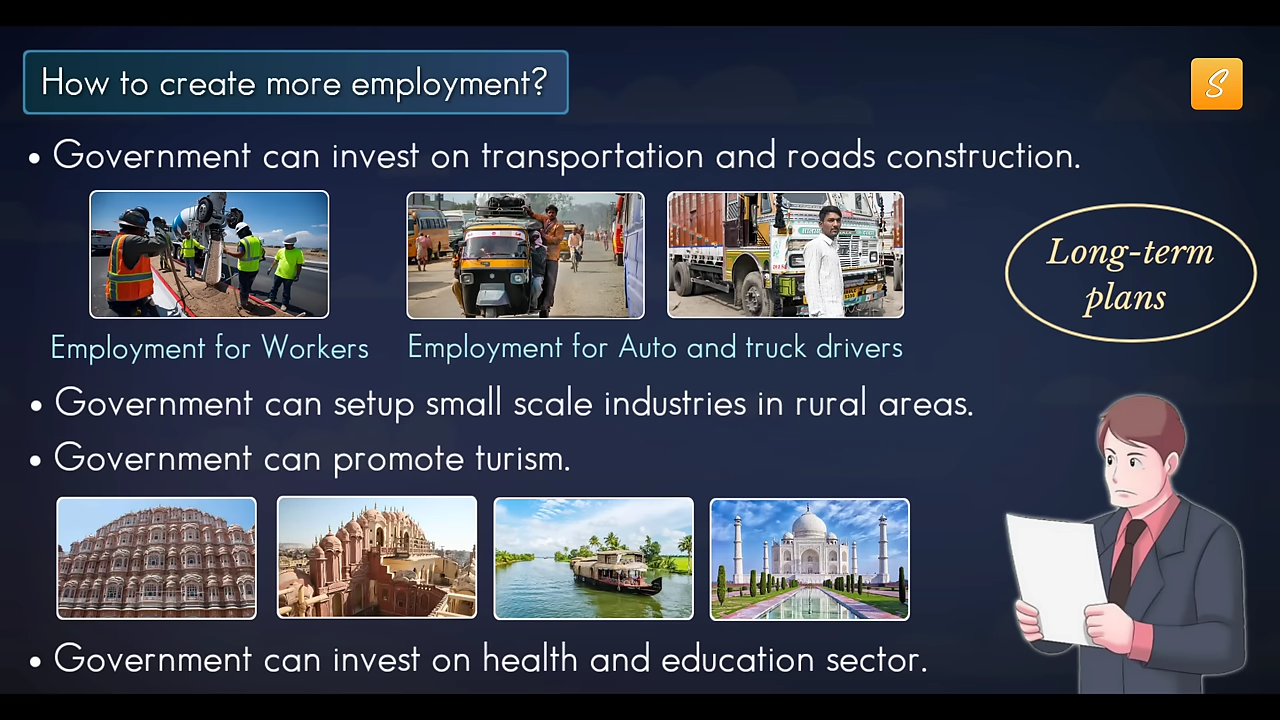 How to create more employment?
S
• Government can invest on transportation and roads construction.
Long-term
plans
Employment for Workers
Employment for Auto and truck drivers
• Government can setup small scale industries in rural areas.
• Government can promote turism.
• Government can invest on health and education sector.